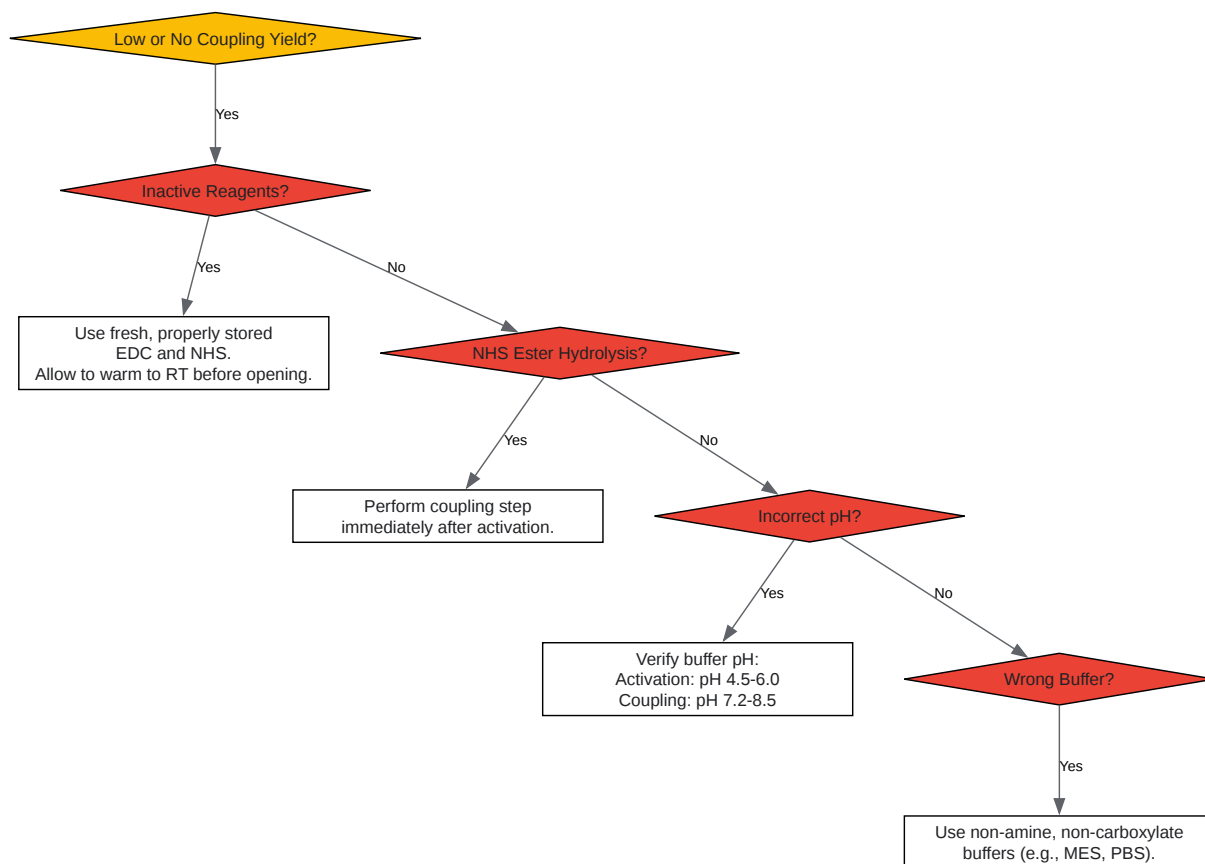 Low or No Coupling Yield?
Yes
Inactive Reagents?
Yes
No
Use fresh, properly stored
EDC and NHS.
Allow to warm to RT before opening.
NHS Ester Hydrolysis?
Yes
No
Perform coupling step
immediately after activation.
Incorrect pH?
Yes
No
Verify buffer pH:
Activation: pH 4.5-6.0
Coupling: pH 7.2-8.5
Wrong Buffer?
Yes
Use non-amine, non-carboxylate
buffers (e.g., MES, PBS).